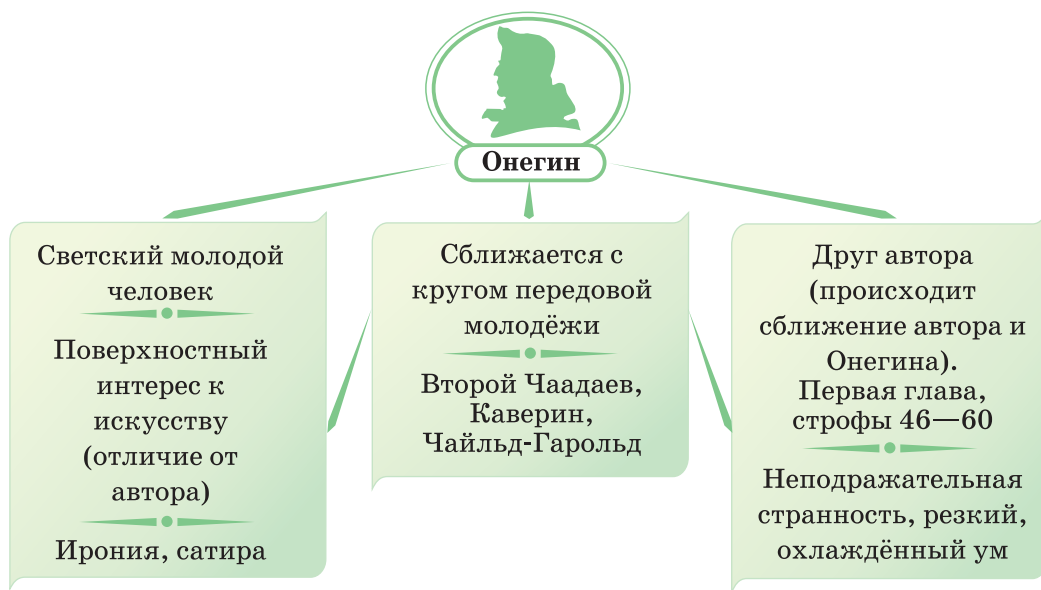 Онегин
Светский молодой
человек
Поверхностный
интерес к
искусству
(отличие от
автора)
Ирония, сатира
Сближается с
кругом передовой
молодёжи
Второй Чаадаев,
Каверин,
Чайльд-Гарольд
Друг автора
(происходит
сближение автора и
Онегина).
Первая глава,
строфы 46—60
Неподражательная
странность, резкий,
охлаждённый ум